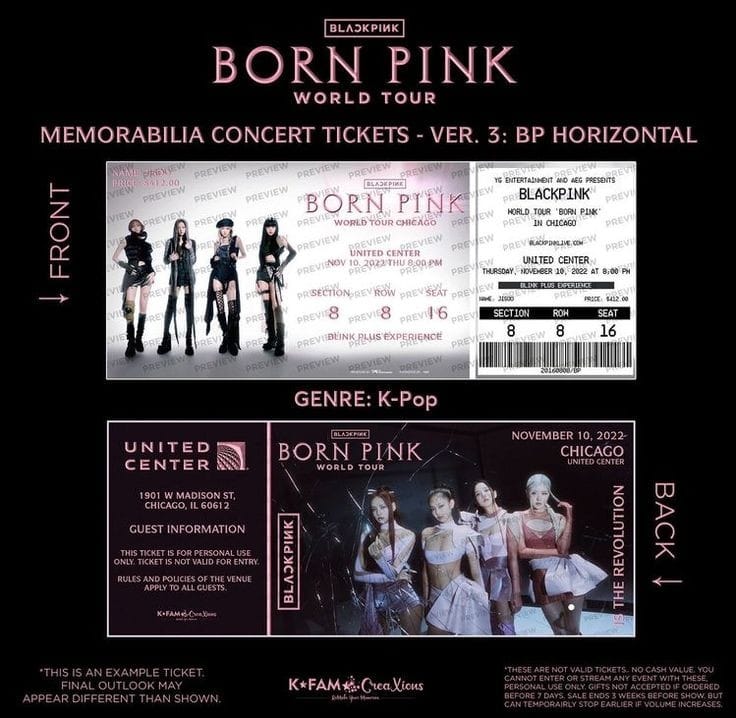 BLACKPINK
BORN PINK
WORLD TOUR
MEMORABILIA CONCERT TICKETS - VER. 3: BP HORIZONTAL
← FRONT
PRICE: $412.00
BLACKPINK
BORN PINK
WORLD TOUR CHICAGO
UNITED CENTER
NOV 10, 2022 THU 8:00 PM
SECTION ROW SEAT
8 8 16
BLINK PLUS EXPERIENCE
PREVIEW
YG ENTERTAINMENT AND AEG PRESENTS
BLACKPINK
WORLD TOUR 'BORN PINK'
IN CHICAGO
BLACKPINKLIVE.COM
UNITED CENTER
THURSDAY, NOVEMBER 10, 2022 AT 8:00 PM
BLINK PLUS EXPERIENCE
NAME: JISOO PRICE: $412.00
SECTION ROW SEAT
8 8 16
20160808/BP
GENRE: K-Pop
UNITED
CENTER
1901 W MADISON ST,
CHICAGO, IL 60612
GUEST INFORMATION
THIS TICKET IS FOR PERSONAL USE
ONLY. TICKET IS NOT VALID FOR ENTRY.
RULES AND POLICIES OF THE VENUE
APPLY TO ALL GUESTS.
K★FAM CreaXions
BLACKPINK
BORN PINK
WORLD TOUR
BLACKPINK
NOVEMBER 10, 2022
CHICAGO
UNITED CENTER
IS THE REVOLUTION
BACK →
*THIS IS AN EXAMPLE TICKET.
FINAL OUTLOOK MAY
APPEAR DIFFERENT THAN SHOWN.
K★FAM CreaXions
ReMake Your Memories
*THESE ARE NOT VALID TICKETS. NO CASH VALUE. YOU
CANNOT ENTER OR STREAM ANY EVENT WITH THESE,
PERSONAL USE ONLY. GIFTS NOT ACCEPTED IF ORDERED
BEFORE 7 DAYS. SALE ENDS 3 WEEKS BEFORE SHOW, BUT
CAN TEMPORAIRLY STOP EARLIER IF VOLUME INCREASES.